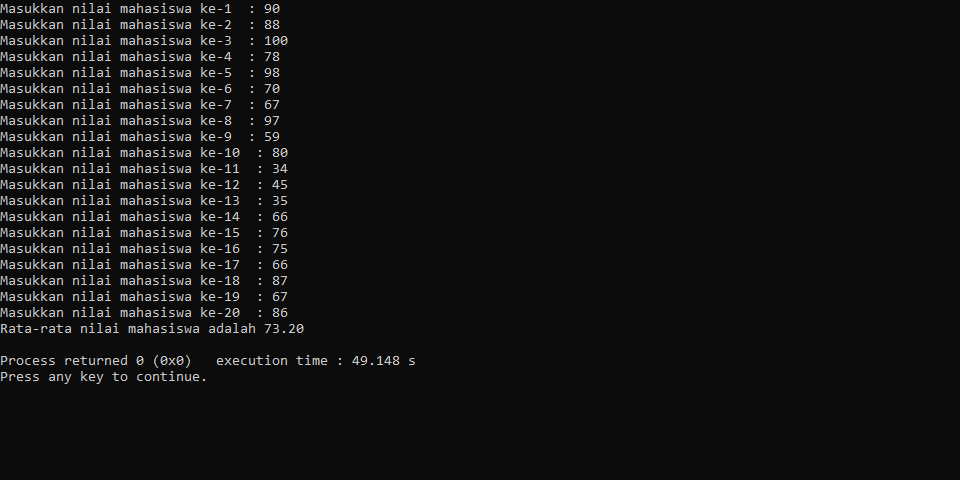 Masukkan nilai mahasiswa ke-1  : 90
Masukkan nilai mahasiswa ke-2  : 88
Masukkan nilai mahasiswa ke-3  : 100
Masukkan nilai mahasiswa ke-4  : 78
Masukkan nilai mahasiswa ke-5  : 98
Masukkan nilai mahasiswa ke-6  : 70
Masukkan nilai mahasiswa ke-7  : 67
Masukkan nilai mahasiswa ke-8  : 97
Masukkan nilai mahasiswa ke-9  : 59
Masukkan nilai mahasiswa ke-10  : 80
Masukkan nilai mahasiswa ke-11  : 34
Masukkan nilai mahasiswa ke-12  : 45
Masukkan nilai mahasiswa ke-13  : 35
Masukkan nilai mahasiswa ke-14  : 66
Masukkan nilai mahasiswa ke-15  : 76
Masukkan nilai mahasiswa ke-16  : 75
Masukkan nilai mahasiswa ke-17  : 66
Masukkan nilai mahasiswa ke-18  : 87
Masukkan nilai mahasiswa ke-19  : 67
Masukkan nilai mahasiswa ke-20  : 86
Rata-rata nilai mahasiswa adalah 73.20
Process returned 0 (0x0)   execution time : 49.148 s
Press any key to continue.